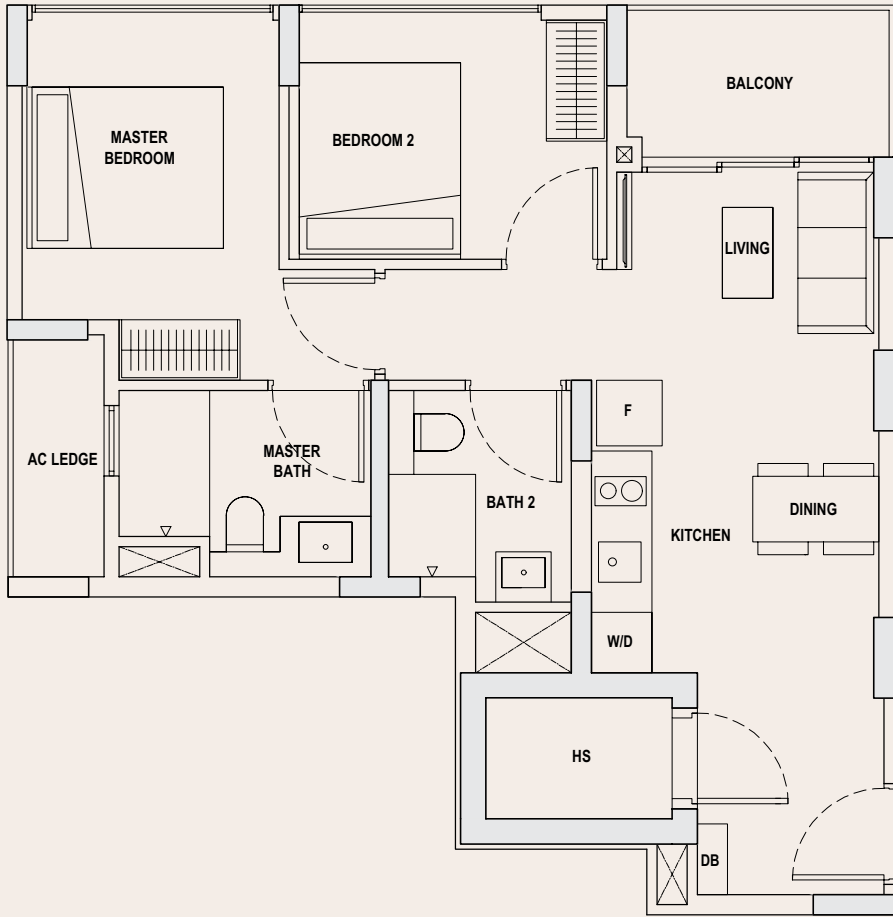 BALCONY
MASTER
BEDROOM
BEDROOM 2
LIVING
F
AC LEDGE
MASTER
BATH
BATH 2
DINING
KITCHEN
W/D
HS
DB